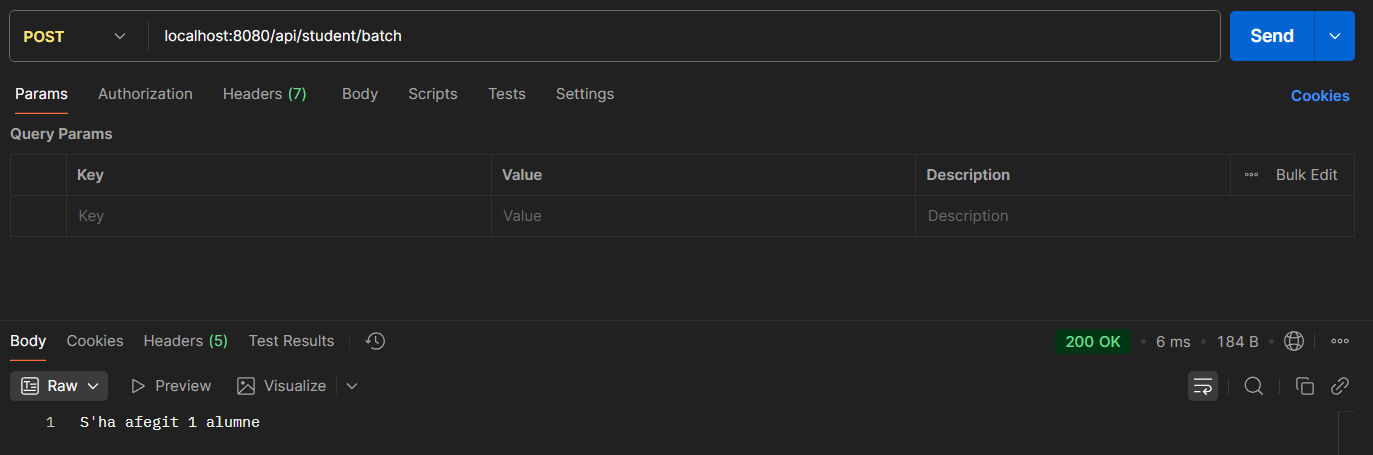 POST localhost:8080/api/student/batch Send
Params Authorization Headers (7) Body Scripts Tests Settings Cookies
Query Params
Key Value Description Bulk Edit
Key Value Description
Body Cookies Headers (5) Test Results 200 OK • 6 ms • 184 B •
Raw Preview Visualize
1 S'ha afegit 1 alumne